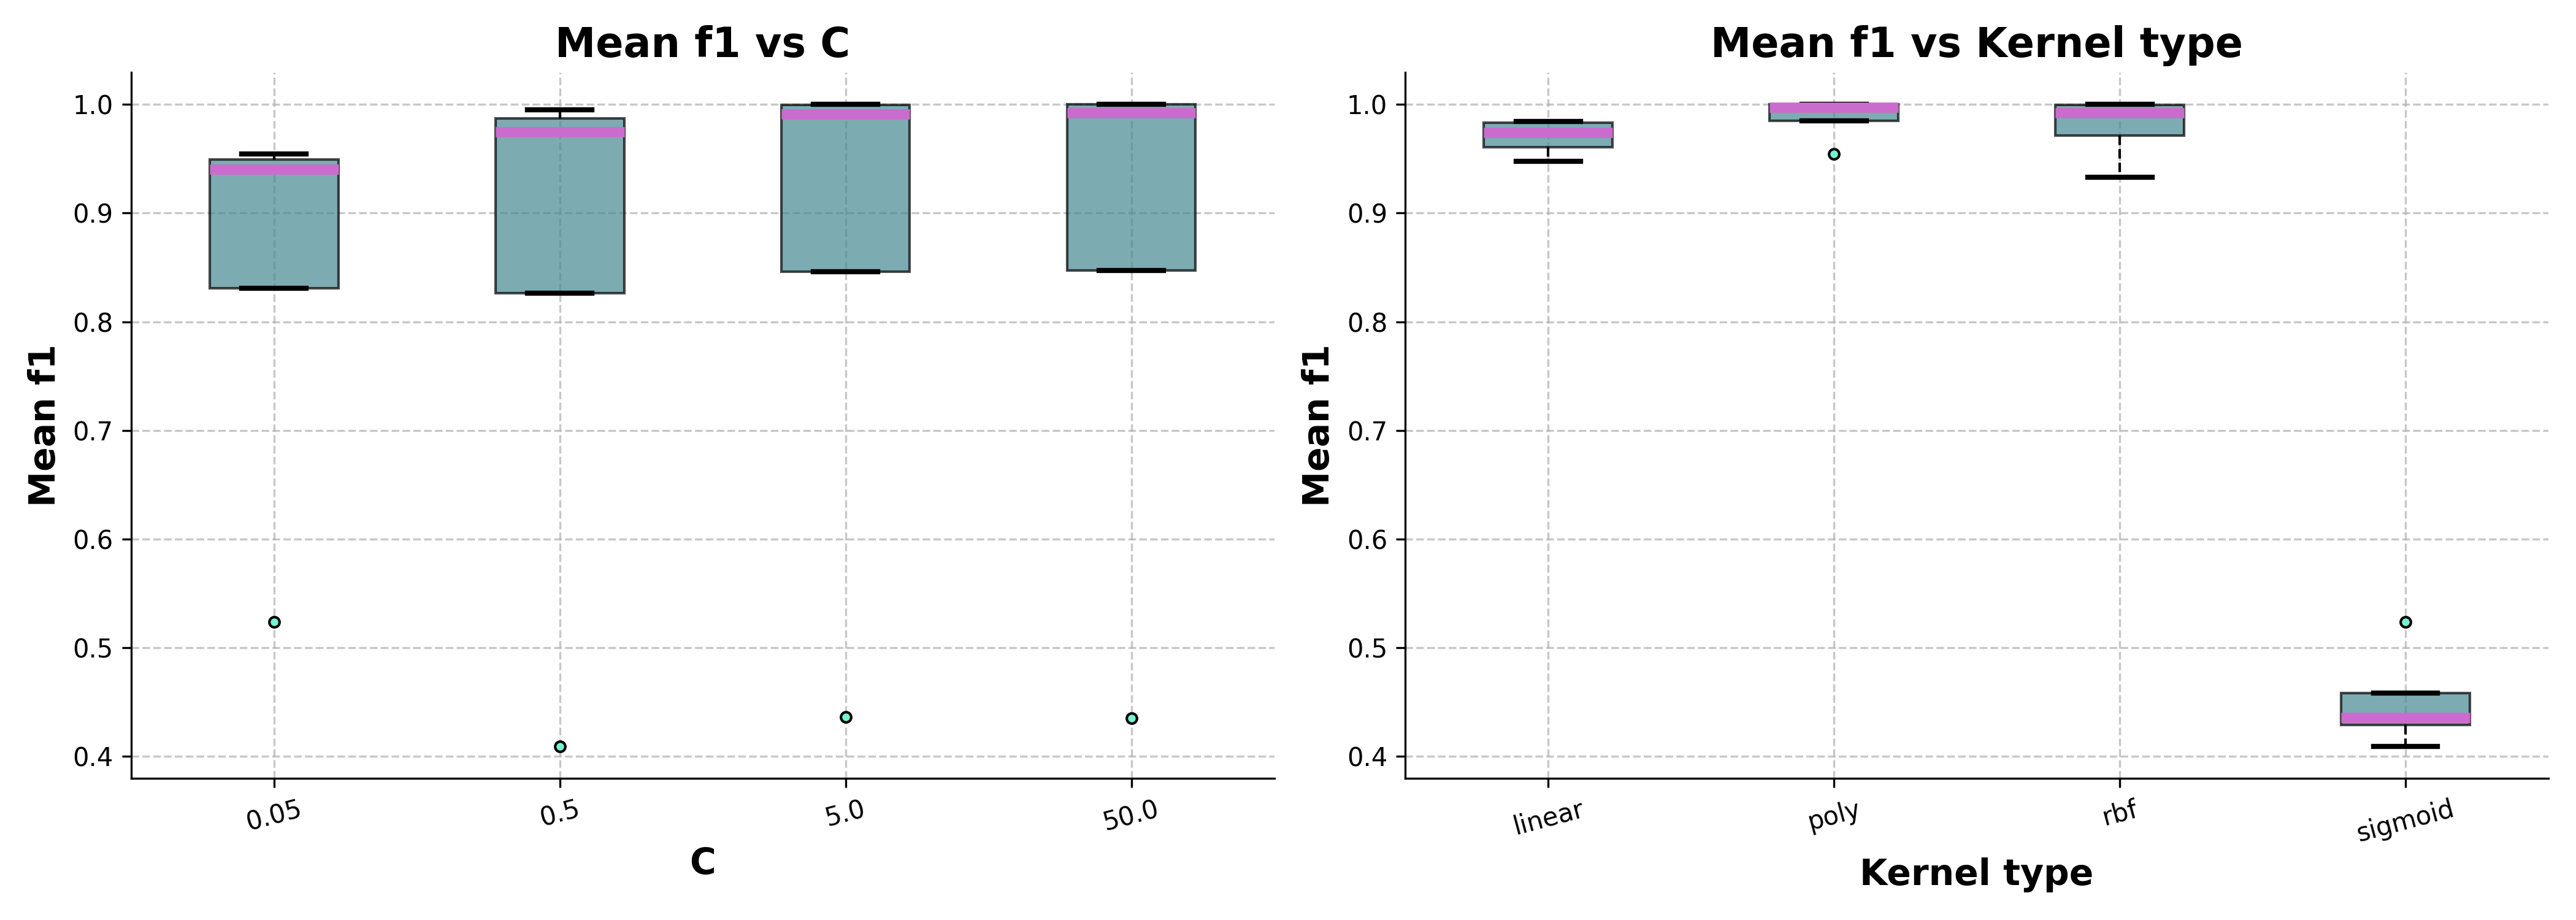 Mean f1 vs C
Mean f1
1.0
0.9
0.8
0.7
0.6
0.5
0.4
0.05
0.5
5.0
50.0
C
Mean f1 vs Kernel type
Mean f1
1.0
0.9
0.8
0.7
0.6
0.5
0.4
linear
poly
rbf
sigmoid
Kernel type